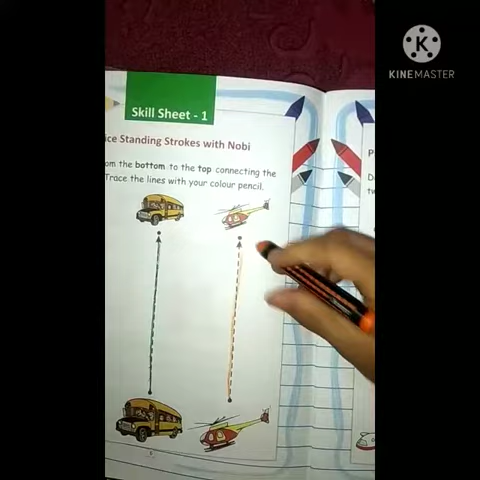 K
KINEMASTER
Skill Sheet - 1
ice Standing Strokes with Nobi
om the bottom to the top connecting the
Trace the lines with your colour pencil.
P
D